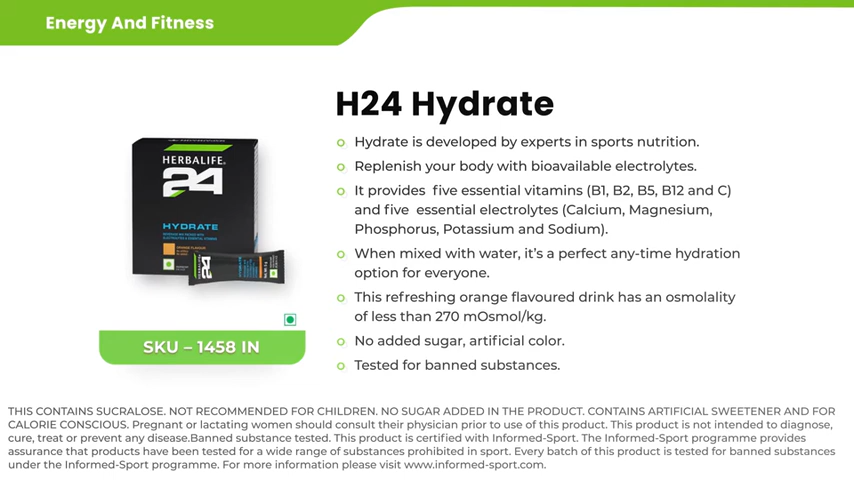 Energy And Fitness
H24 Hydrate
Hydrate is developed by experts in sports nutrition.
Replenish your body with bioavailable electrolytes.
It provides five essential vitamins (B1, B2, B5, B12 and C)
and five essential electrolytes (Calcium, Magnesium,
Phosphorus, Potassium and Sodium).
When mixed with water, it's a perfect any-time hydration
option for everyone.
This refreshing orange flavoured drink has an osmolality
of less than 270 mOsmol/kg.
No added sugar, artificial color.
Tested for banned substances.
HERBALIFE
24
HYDRATE
ORANGE FLAVOUR
HERBALIFE
24
HYDRATE
SKU – 1458 IN
THIS CONTAINS SUCRALOSE. NOT RECOMMENDED FOR CHILDREN. NO SUGAR ADDED IN THE PRODUCT. CONTAINS ARTIFICIAL SWEETENER AND FOR
CALORIE CONSCIOUS. Pregnant or lactating women should consult their physician prior to use of this product. This product is not intended to diagnose,
cure, treat or prevent any disease.Banned substance tested. This product is certified with Informed-Sport. The Informed-Sport programme provides
assurance that products have been tested for a wide range of substances prohibited in sport. Every batch of this product is tested for banned substances
under the Informed-Sport programme. For more information please visit www.informed-sport.com.